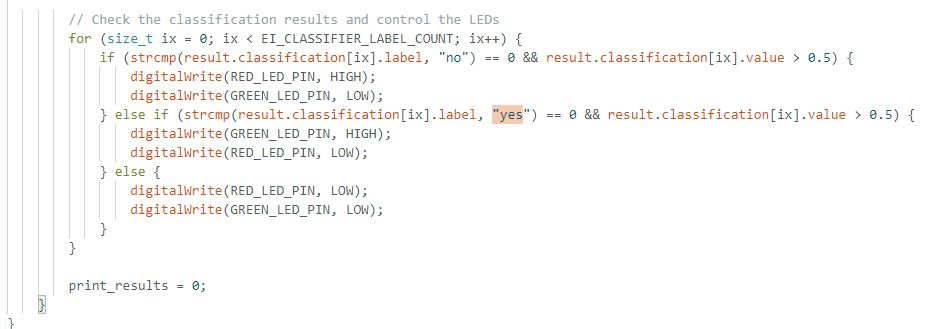 // Check the classification results and control the LEDs
for (size_t ix = 0; ix < EI_CLASSIFIER_LABEL_COUNT; ix++) {
if (strcmp(result.classification[ix].label, "no") == 0 && result.classification[ix].value > 0.5) {
digitalWrite(RED_LED_PIN, HIGH);
digitalWrite(GREEN_LED_PIN, LOW);
} else if (strcmp(result.classification[ix].label, "yes") == 0 && result.classification[ix].value > 0.5) {
digitalWrite(GREEN_LED_PIN, HIGH);
digitalWrite(RED_LED_PIN, LOW);
} else {
digitalWrite(RED_LED_PIN, LOW);
digitalWrite(GREEN_LED_PIN, LOW);
}
}
print_results = 0;
}
}